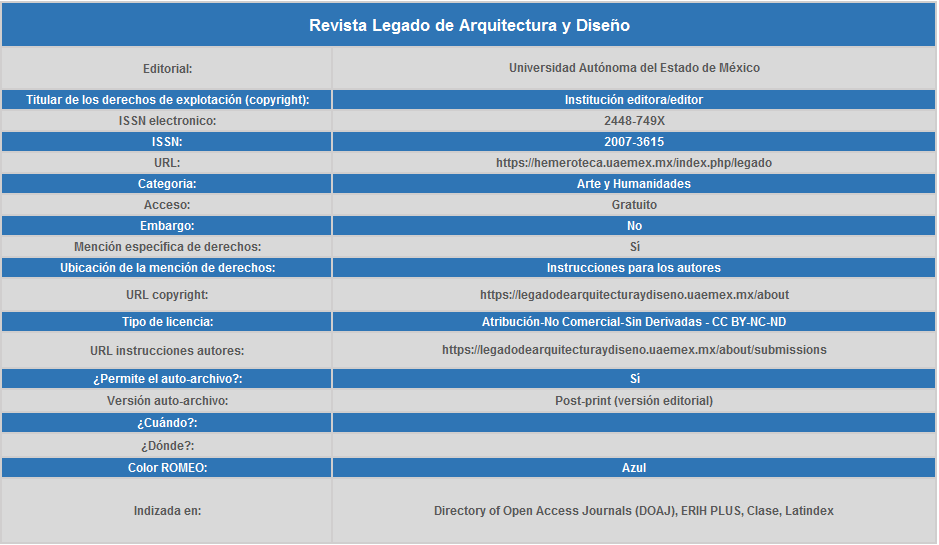 Revista Legado de Arquitectura y Diseño
Editorial: Universidad Autónoma del Estado de México
Titular de los derechos de explotación (copyright): Institución editora/editor
ISSN electronico: 2448-749X
ISSN: 2007-3615
URL: https://hemeroteca.uaemex.mx/index.php/legado
Categoria: Arte y Humanidades
Acceso: Gratuito
Embargo: No
Mención específica de derechos: Sí
Ubicación de la mención de derechos: Instrucciones para los autores
URL copyright: https://legadodearquitecturaydiseno.uaemex.mx/about
Tipo de licencia: Atribución-No Comercial-Sin Derivadas - CC BY-NC-ND
URL instrucciones autores: https://legadodearquitecturaydiseno.uaemex.mx/about/submissions
¿Permite el auto-archivo?: Sí
Versión auto-archivo: Post-print (versión editorial)
¿Cuándo?:
¿Dónde?:
Color ROMEO: Azul
Indizada en: Directory of Open Access Journals (DOAJ), ERIH PLUS, Clase, Latindex